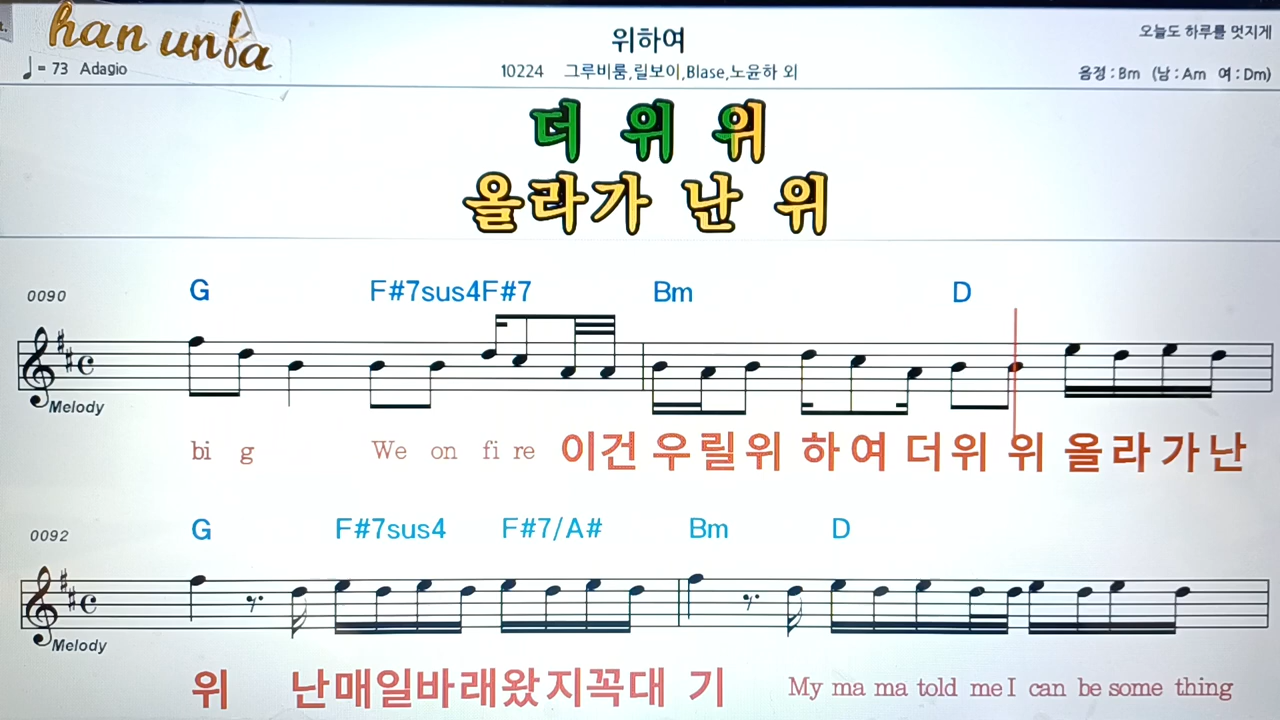 han unfa
위하여
오늘도 하루를 멋지게
♩= 73 Adagio
10224 그루비룸,릴보이,Blase,노윤하 외
음정 : Bm (남 : Am 여 : Dm)
더 위 위
올라가 난 위
0090
G F#7sus4F#7 Bm D
Melody
bi g We on fi re 이건 우릴위 하여 더위 위 올라가난
0092
G F#7sus4 F#7/A# Bm D
Melody
위 난매일바래왔지꼭대 기 My ma ma told me I can be some thing